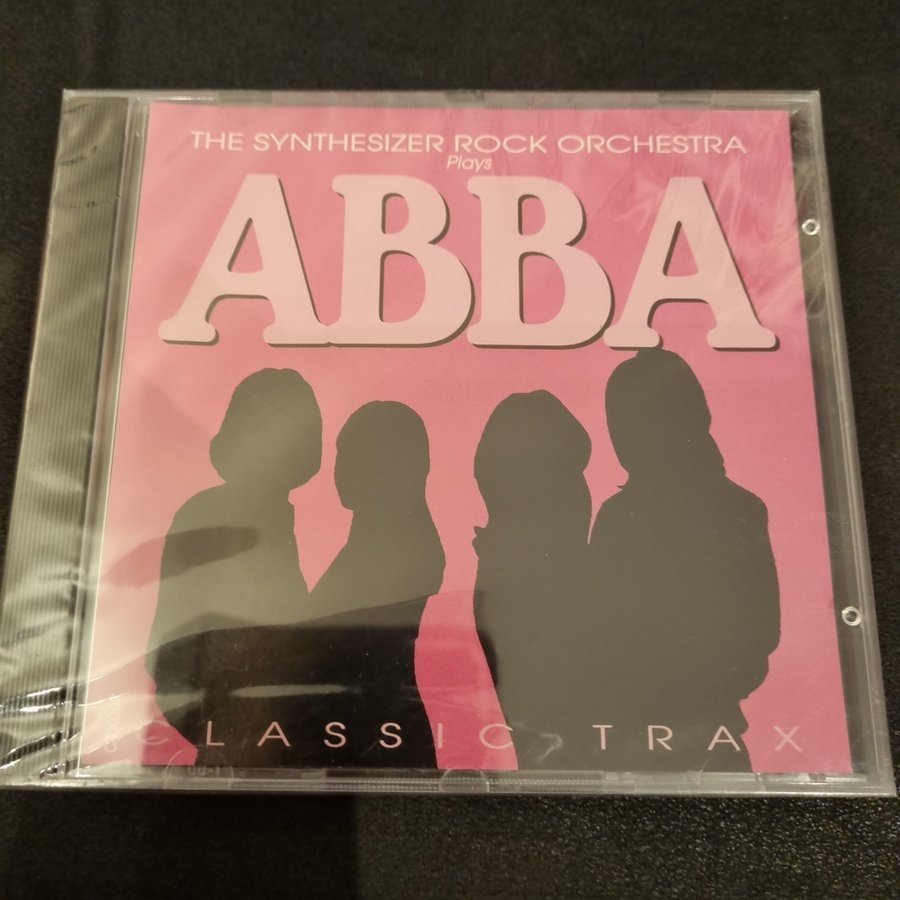 THE SYNTHESIZER ROCK ORCHESTRA
Plays
ABBA
CLASSIC TRAX